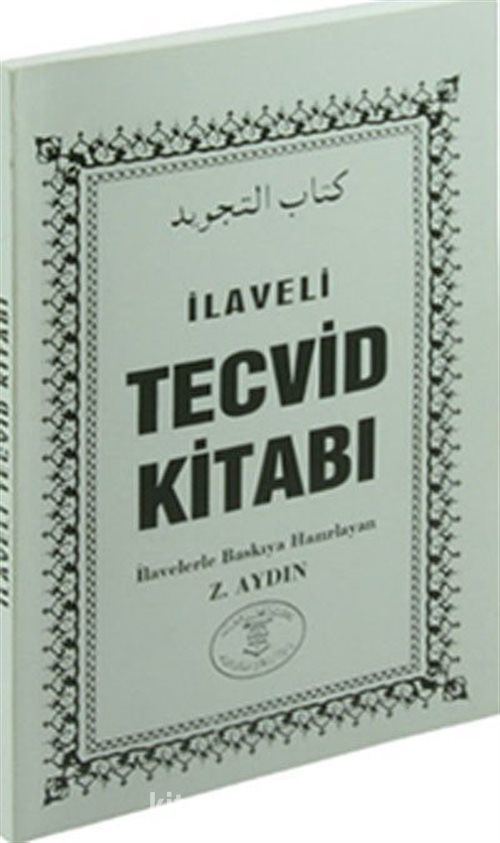 كتاب التجويد
İLAVELİ
TECVİD
KİTABI
İlavelerle Baskıya Hazırlayan
Z. AYDIN
İLAVELİ TECVİD KİTABI